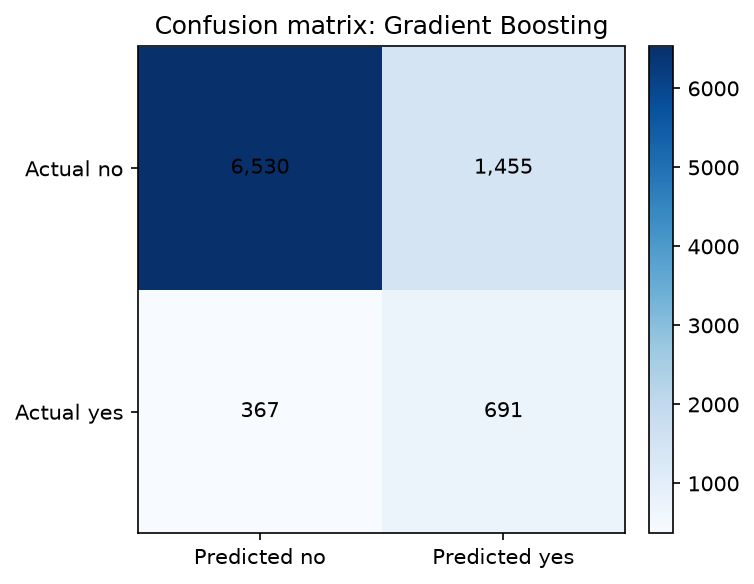 Confusion matrix: Gradient Boosting
Actual no
6,530
1,455
Actual yes
367
691
Predicted no
Predicted yes
6000
5000
4000
3000
2000
1000